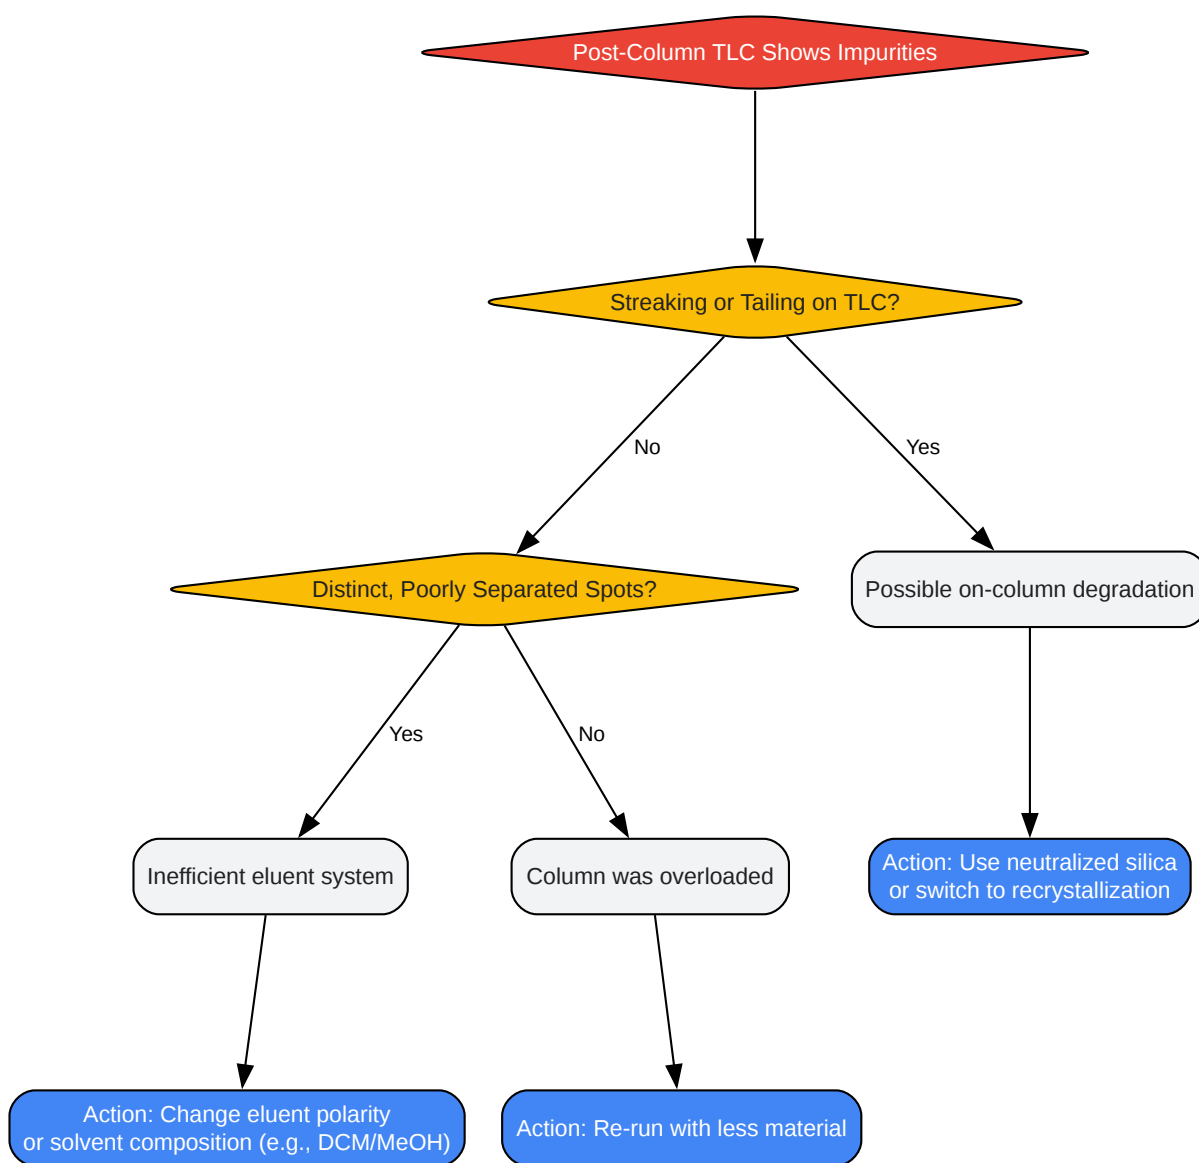 Post-Column TLC Shows Impurities
Streaking or Tailing on TLC?
No
Yes
Distinct, Poorly Separated Spots?
Possible on-column degradation
Yes
No
Inefficient eluent system
Column was overloaded
Action: Use neutralized silica
or switch to recrystallization
Action: Change eluent polarity
or solvent composition (e.g., DCM/MeOH)
Action: Re-run with less material